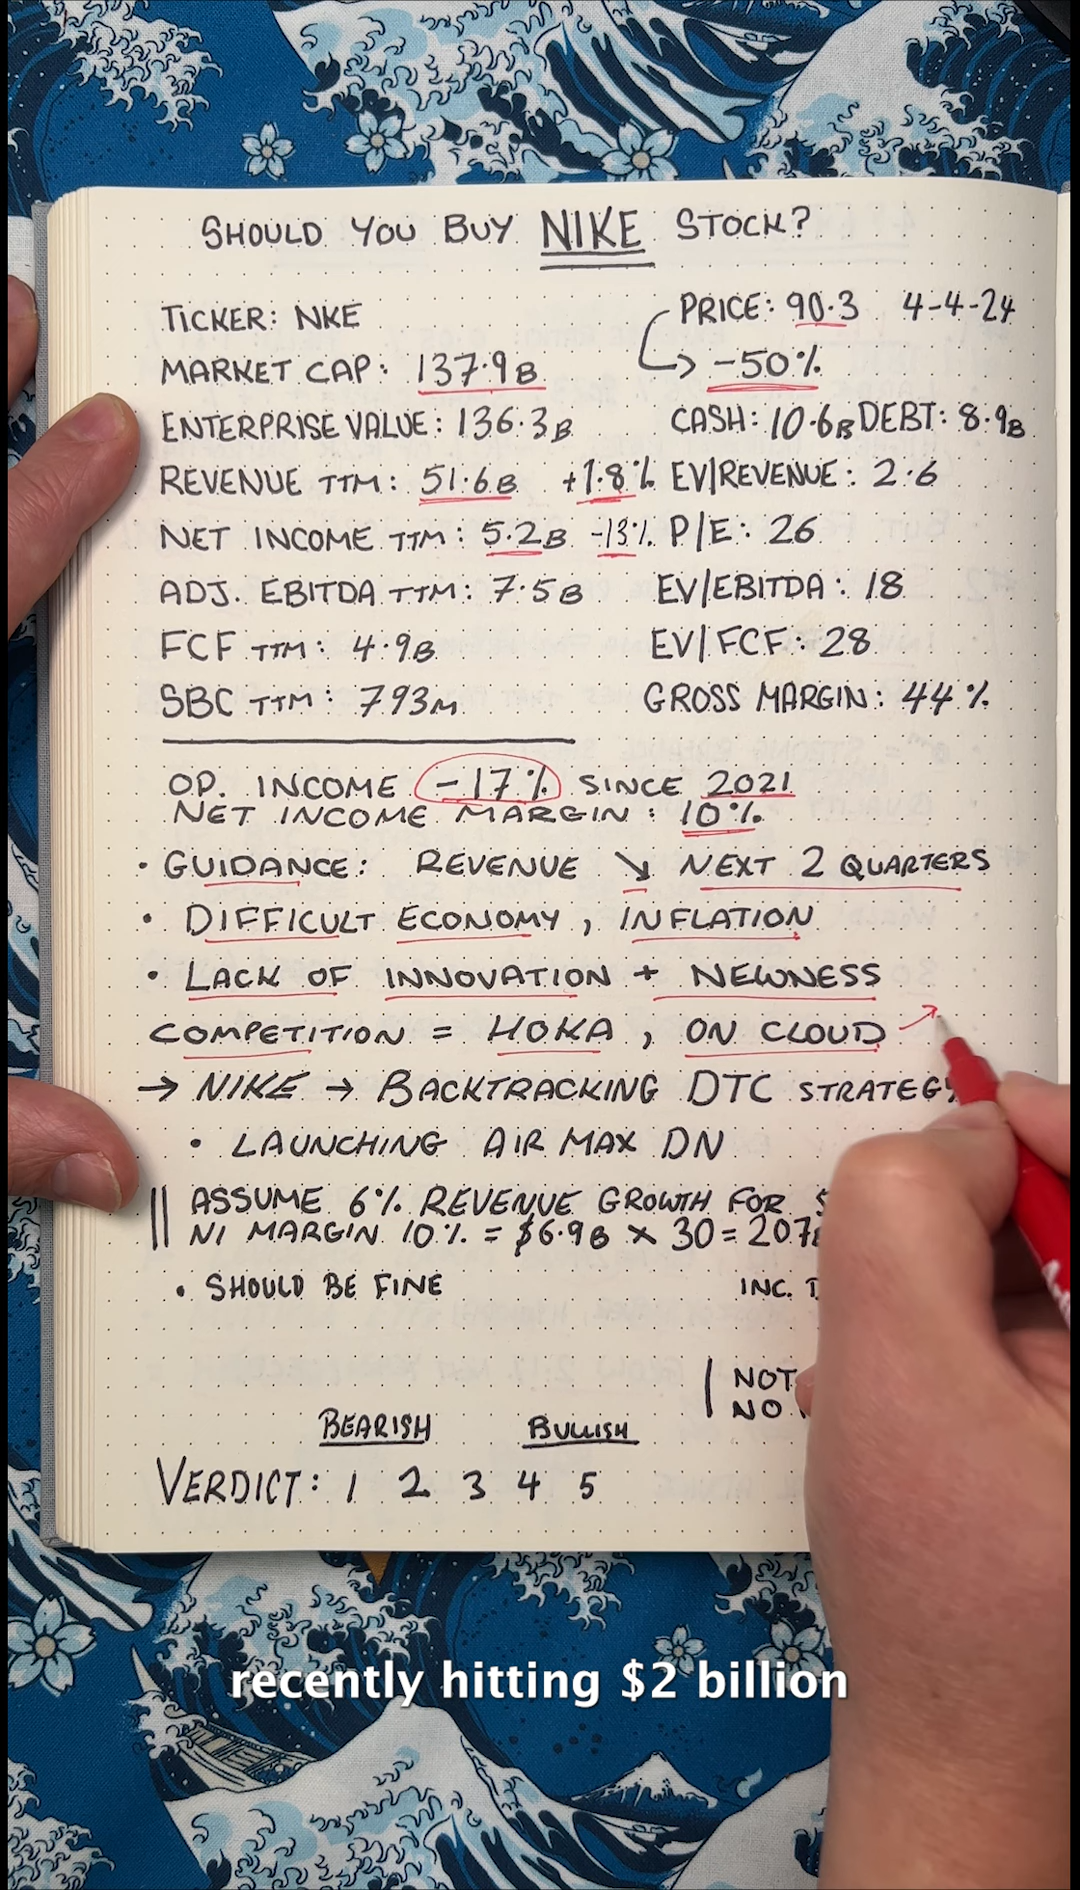 SHOULD YOU BUY NIKE STOCK?
TICKER: NKE PRICE: 90.3 4-4-24
MARKET CAP: 137.9B -50%
ENTERPRISE VALUE: 136.3B CASH: 10.6B DEBT: 8.9B
REVENUE TTM: 51.6B +1.8% EV/REVENUE: 2.6
NET INCOME TTM: 5.2B -13% P/E: 26
ADJ. EBITDA TTM: 7.5B EV/EBITDA: 18
FCF TTM: 4.9B EV/FCF: 28
SBC TTM: 793M GROSS MARGIN: 44%
OP. INCOME -17% SINCE 2021
NET INCOME MARGIN: 10%
• GUIDANCE: REVENUE ↘ NEXT 2 QUARTERS
• DIFFICULT ECONOMY, INFLATION
• LACK OF INNOVATION + NEWNESS
COMPETITION = HOKA, ON CLOUD
→ NIKE → BACKTRACKING DTC STRATEGY
• LAUNCHING AIR MAX DN
ASSUME 6% REVENUE GROWTH FOR
NI MARGIN 10% = $6.9B x 30 = 207
• SHOULD BE FINE INC.
NOT
NO
BEARISH BULLISH
VERDICT: 1 2 3 4 5
recently hitting $2 billion